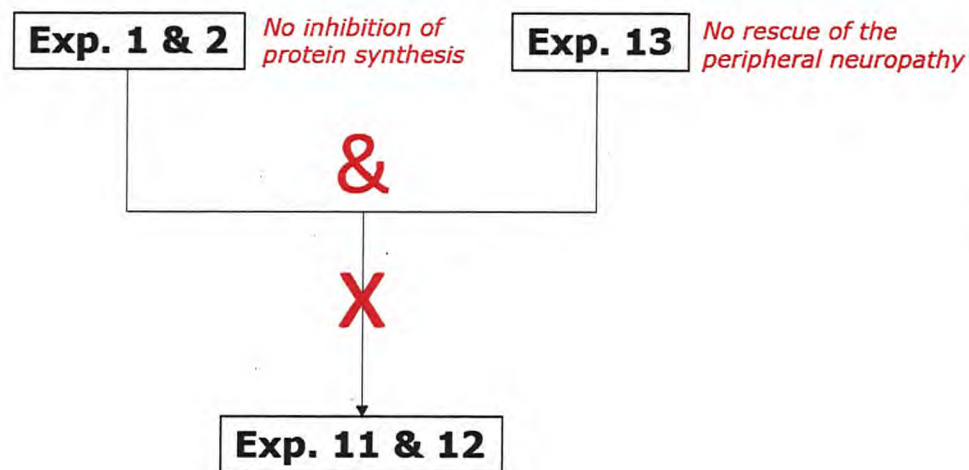 Exp. 1 & 2
No inhibition of
protein synthesis
Exp. 13
No rescue of the
peripheral neuropathy
&
X
Exp. 11 & 12